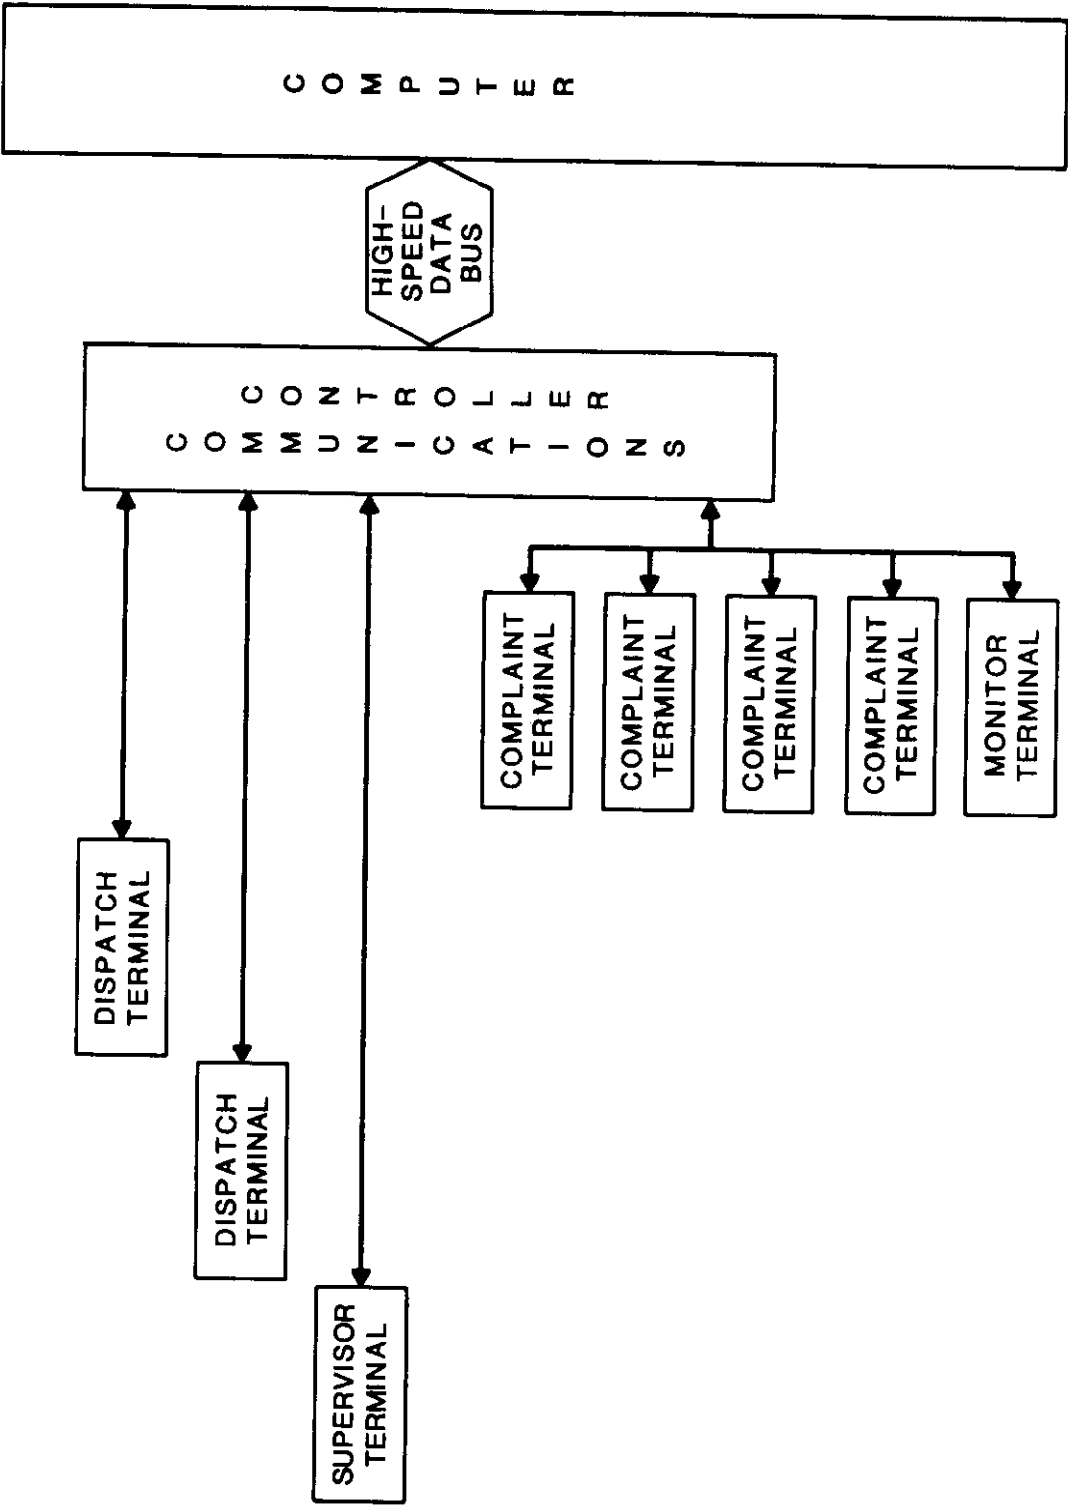 DISPATCH
TERMINAL
DISPATCH
TERMINAL
SUPERVISOR
TERMINAL
COMPLAINT
TERMINAL
COMPLAINT
TERMINAL
COMPLAINT
TERMINAL
COMPLAINT
TERMINAL
MONITOR
TERMINAL
COMMUNICATIONS
CONTROLLER
HIGH-
SPEED
DATA
BUS
COMPUTER